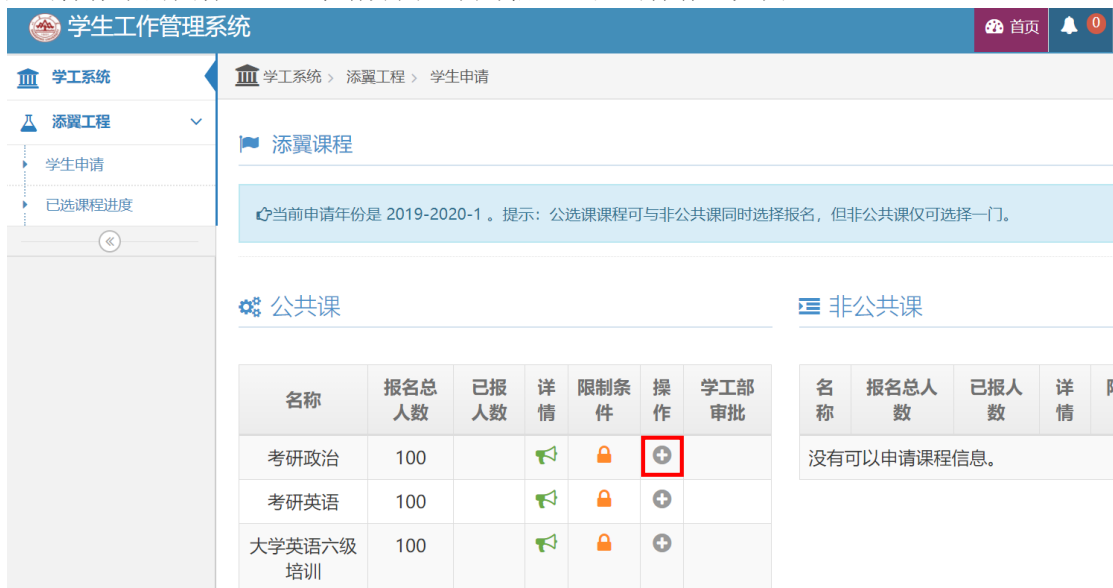 学生工作管理系统
首页
0
学工系统
添翼工程
学生申请
已选课程进度
学工系统 > 添翼工程 > 学生申请
添翼课程
当前申请年份是 2019-2020-1 。提示：公选课课程可与非公共课同时选择报名，但非公共课仅可选择一门。
公共课
名称 报名总人数 已报人数 详情 限制条件 操作 学工部审批
考研政治 100
考研英语 100
大学英语六级
培训 100
非公共课
名称 报名总人数 已报人数 详情
没有可以申请课程信息。